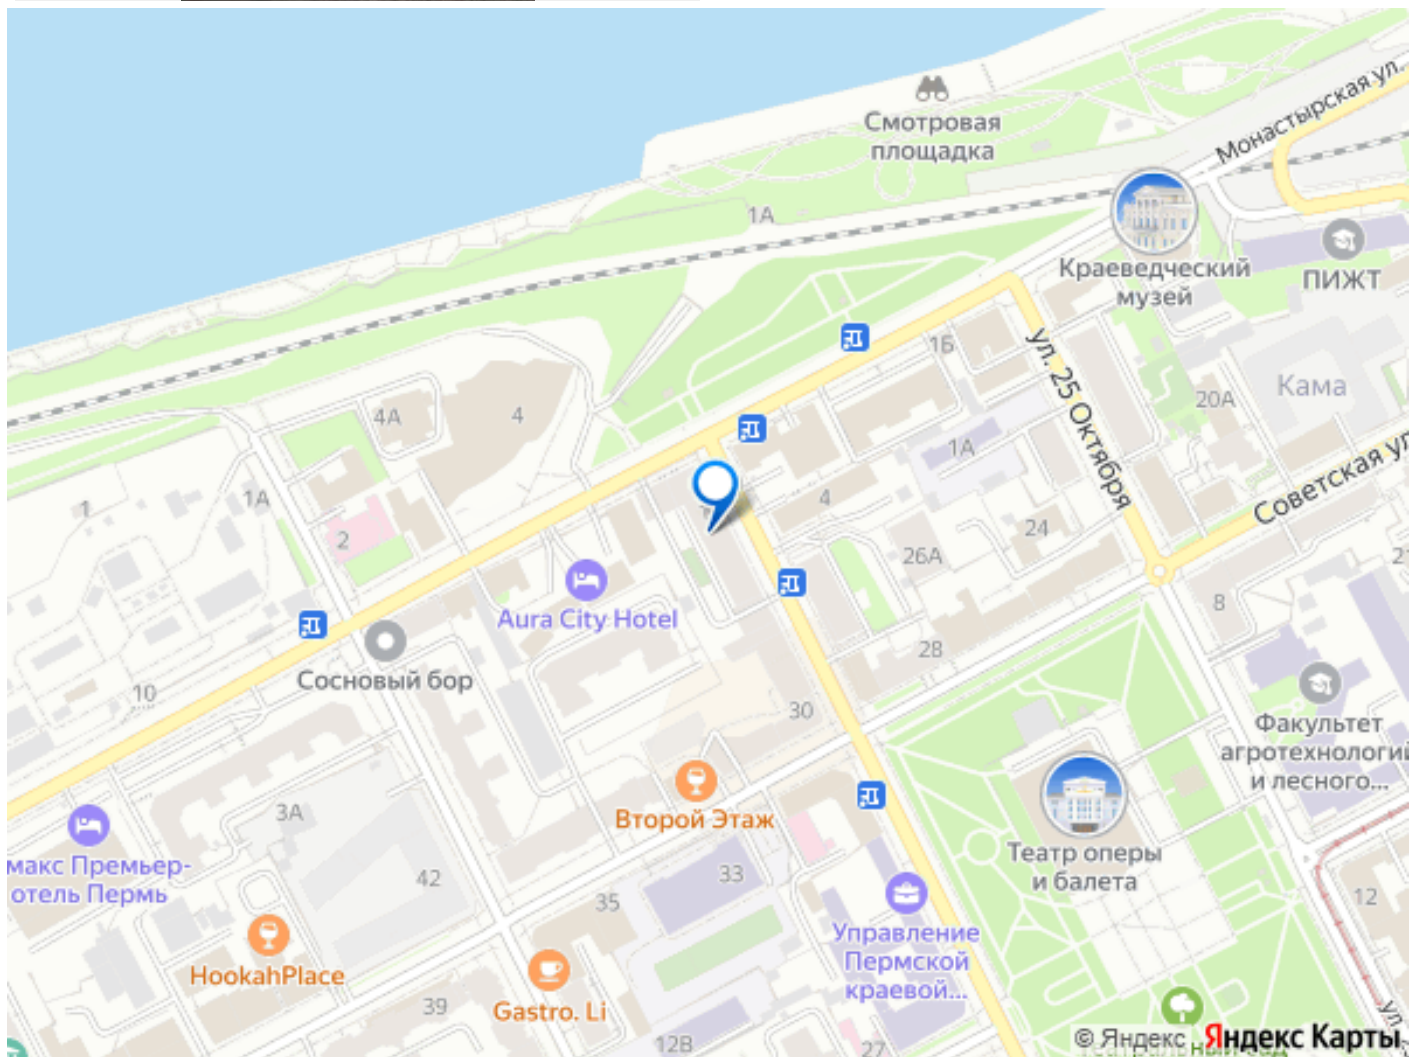 Смотровая
площадка
Монастырская ул.
1А
Краеведческий
музей
ПИЖТ
1Б
ул. 25 Октября
20А
Кама
4А
4
1А
Советская ул
1
1А
2
4
24
26А
Aura City Hotel
8
28
Сосновый бор
10
30
Факультет
агротехнологий
и лесного...
Второй Этаж
3А
макс Премьер-
отель Пермь
42
33
Театр оперы
и балета
35
12
HookahPlace
Управление
Пермской
краевой...
39
Gastro. Li
12В
27
ул.
© Яндекс Яндекс Карты